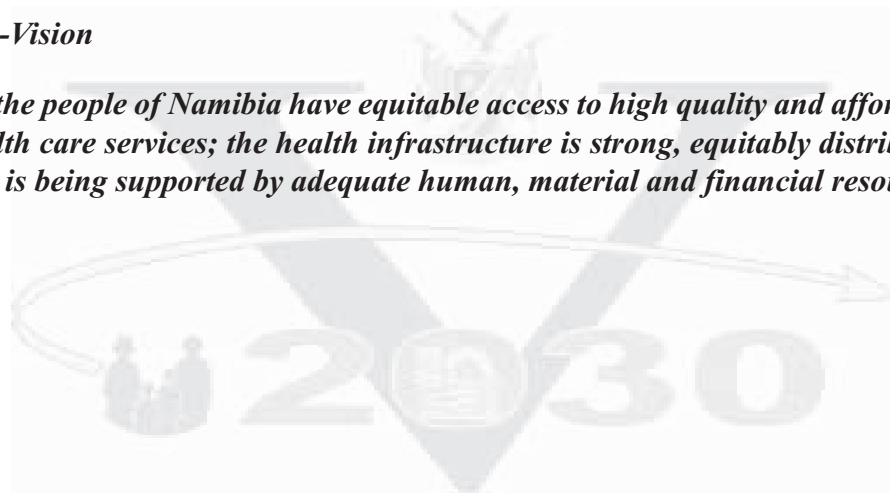 -Vision
the people of Namibia have equitable access to high quality and affor
lth care services; the health infrastructure is strong, equitably distri
is being supported by adequate human, material and financial resou
V
2030